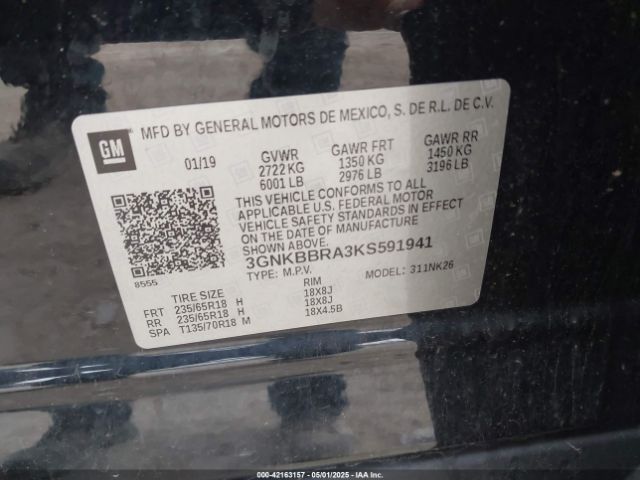 MFD BY GENERAL MOTORS DE MEXICO, S. DE R.L. DE C.V.
GM
01/19 GVWR GAWR FRT GAWR RR
2722 KG 1350 KG 1450 KG
6001 LB 2976 LB 3196 LB
THIS VEHICLE CONFORMS TO ALL
APPLICABLE U.S. FEDERAL MOTOR
VEHICLE SAFETY STANDARDS IN EFFECT
ON THE DATE OF MANUFACTURE
SHOWN ABOVE.
3GNKBBRA3KS591941
8555
TYPE: M.P.V. MODEL: 311NK26
TIRE SIZE RIM
FRT 235/65R18 H 18X8J
RR 235/65R18 H 18X8J
SPA T135/70R18 M 18X4.5B
000-42163157 - 05/01/2025 - IAA Inc.